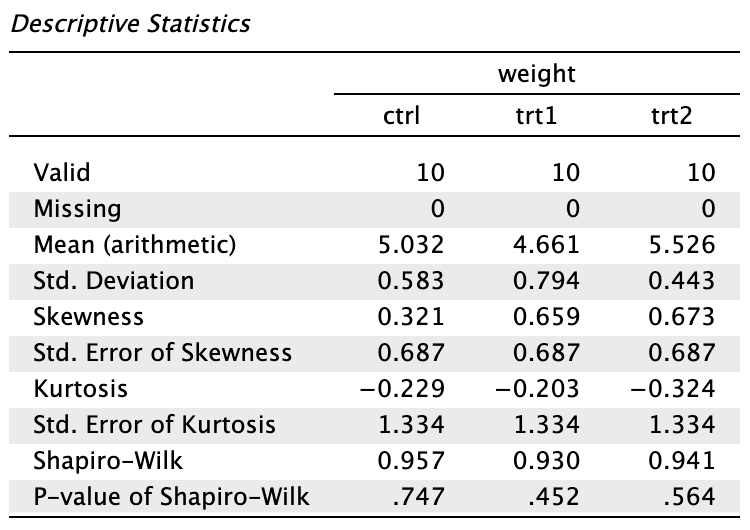 Descriptive Statistics
weight
ctrl trt1 trt2
Valid 10 10 10
Missing 0 0 0
Mean (arithmetic) 5.032 4.661 5.526
Std. Deviation 0.583 0.794 0.443
Skewness 0.321 0.659 0.673
Std. Error of Skewness 0.687 0.687 0.687
Kurtosis −0.229 −0.203 −0.324
Std. Error of Kurtosis 1.334 1.334 1.334
Shapiro-Wilk 0.957 0.930 0.941
P-value of Shapiro-Wilk .747 .452 .564